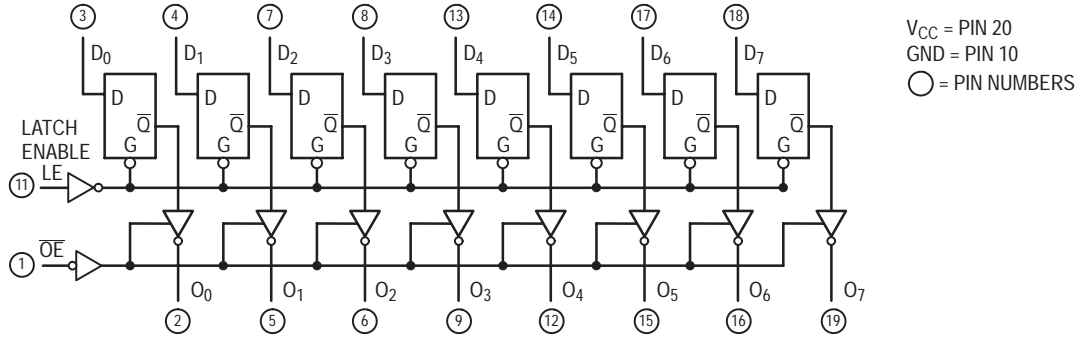 3 4 7 8 13 14 17 18
D0 D1 D2 D3 D4 D5 D6 D7
VCC = PIN 20
GND = PIN 10
= PIN NUMBERS
D D D D D D D D
Q̅ Q̅ Q̅ Q̅ Q̅ Q̅ Q̅ Q̅
G G G G G G G G
LATCH
ENABLE
11 LE
1 O̅E̅
O0 O1 O2 O3 O4 O5 O6 O7
2 5 6 9 12 15 16 19